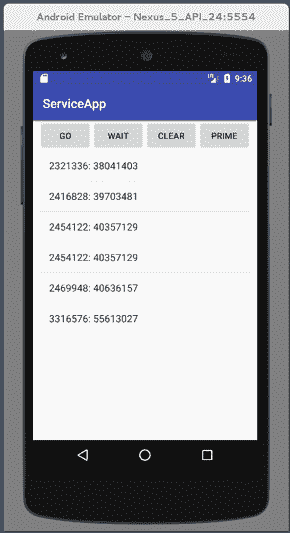 Android Emulator - Nexus_5_API_24:5554
9:36
ServiceApp
GO WAIT CLEAR PRIME
2321336: 38041403
2416828: 39703481
2454122: 40357129
2454122: 40357129
2469948: 40636157
3316576: 55613027